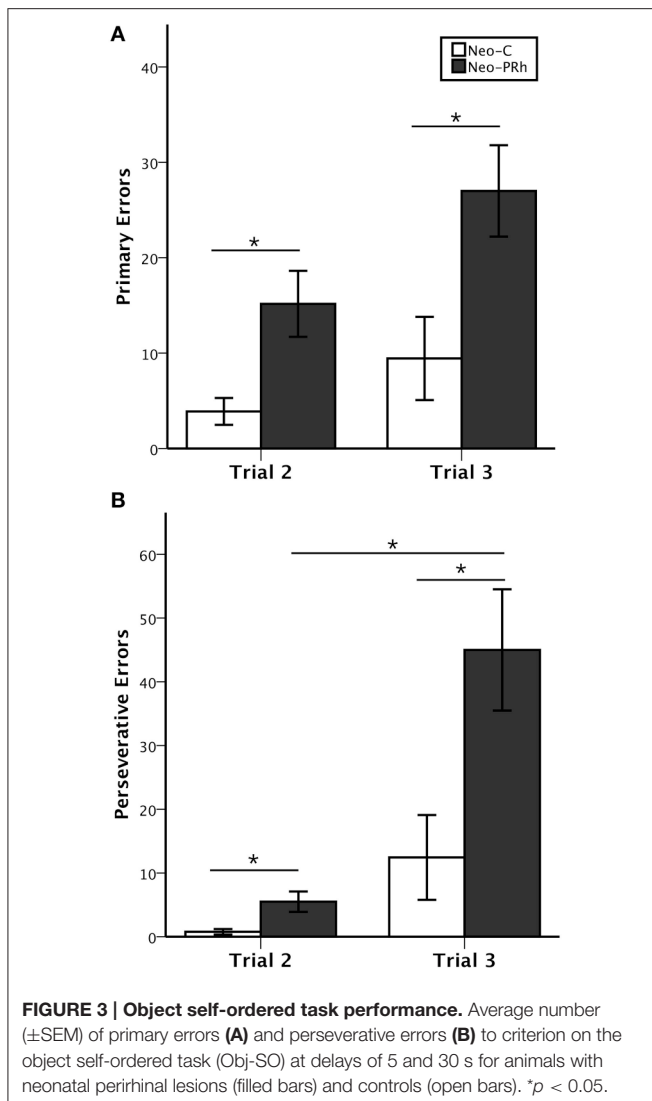 A
Neo-C
Neo-PRh
40
30
20
10
0
Primary Errors
*
*
Trial 2
Trial 3
B
60
50
40
30
20
10
0
Perseverative Errors
*
*
*
Trial 2
Trial 3
FIGURE 3 | Object self-ordered task performance. Average number
(±SEM) of primary errors (A) and perseverative errors (B) to criterion on the
object self-ordered task (Obj-SO) at delays of 5 and 30 s for animals with
neonatal perirhinal lesions (filled bars) and controls (open bars). *p < 0.05.